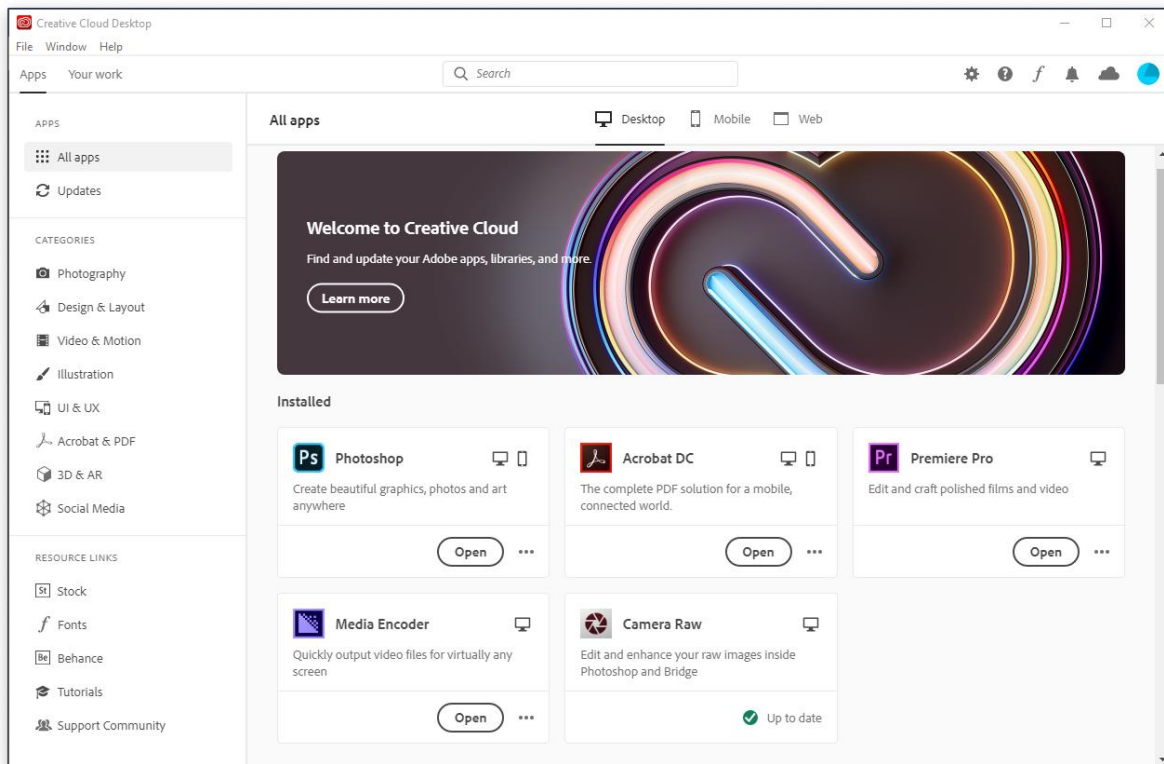 Creative Cloud Desktop
File Window Help
Apps Your work Search
APPS
All apps
Updates
CATEGORIES
Photography
Design & Layout
Video & Motion
Illustration
UI & UX
Acrobat & PDF
3D & AR
Social Media
RESOURCE LINKS
St Stock
Fonts
Be Behance
Tutorials
Support Community
All apps Desktop Mobile Web
Welcome to Creative Cloud
Find and update your Adobe apps, libraries, and more.
Learn more
Installed
Ps Photoshop
Create beautiful graphics, photos and art
anywhere
Open
Acrobat DC
The complete PDF solution for a mobile,
connected world.
Open
Pr Premiere Pro
Edit and craft polished films and video
Open
Media Encoder
Quickly output video files for virtually any
screen
Open
Camera Raw
Edit and enhance your raw images inside
Photoshop and Bridge
Up to date